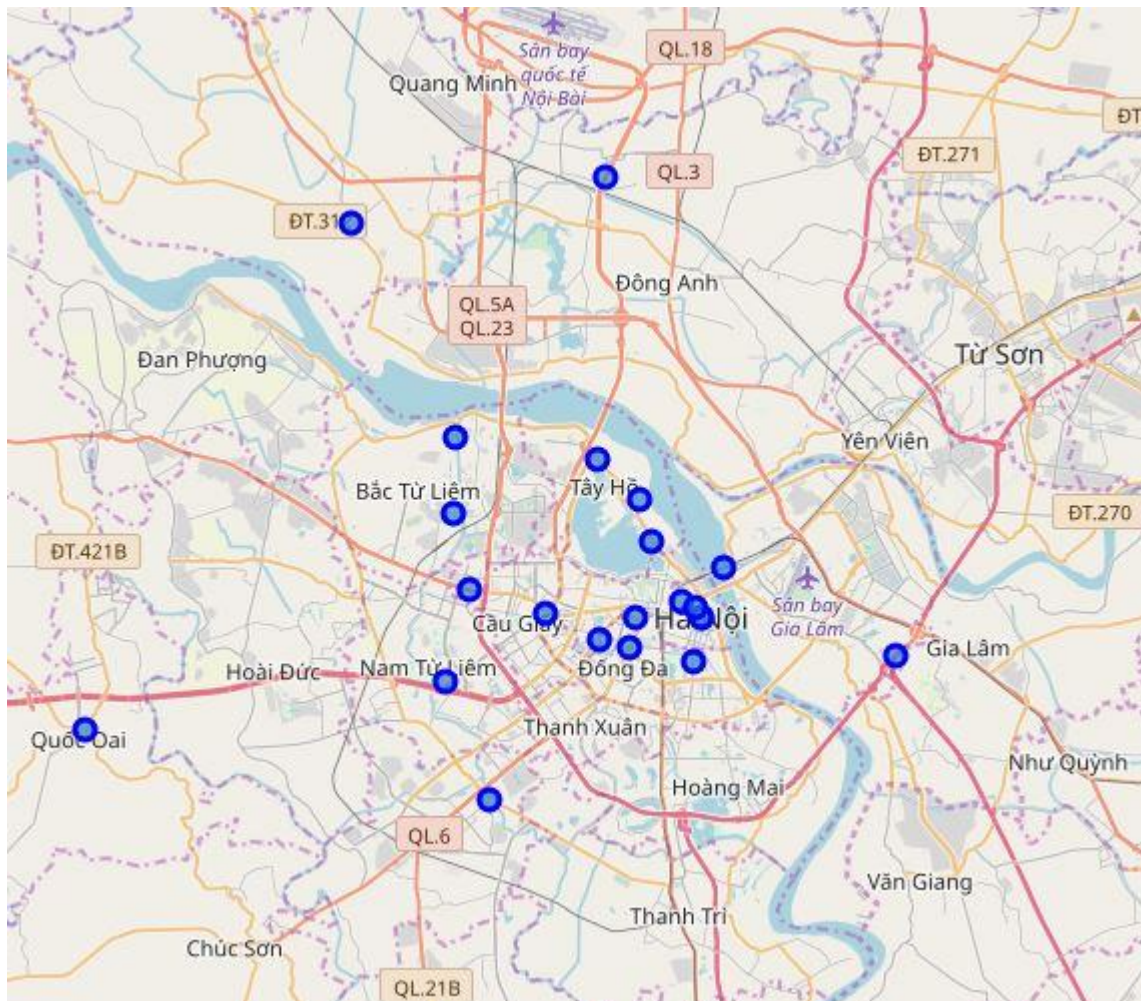 Sân bay
quốc tế
Nội Bài
QL.18
Quang Minh
ĐT.
ĐT.271
QL.3
ĐT.31
Đông Anh
QL.5A
QL.23
Từ Sơn
Đan Phượng
Yên Viên
Bắc Từ Liêm
Tây Hồ
ĐT.270
ĐT.421B
Sân bay
Gia Lâm
Cầu Giấy
Hà Nội
Gia Lâm
Hoài Đức
Nam Từ Liêm
Đống Đa
Thanh Xuân
Quốc Oai
Như Quỳnh
Hoàng Mai
QL.6
Văn Giang
Thanh Trì
Chúc Sơn
QL.21B